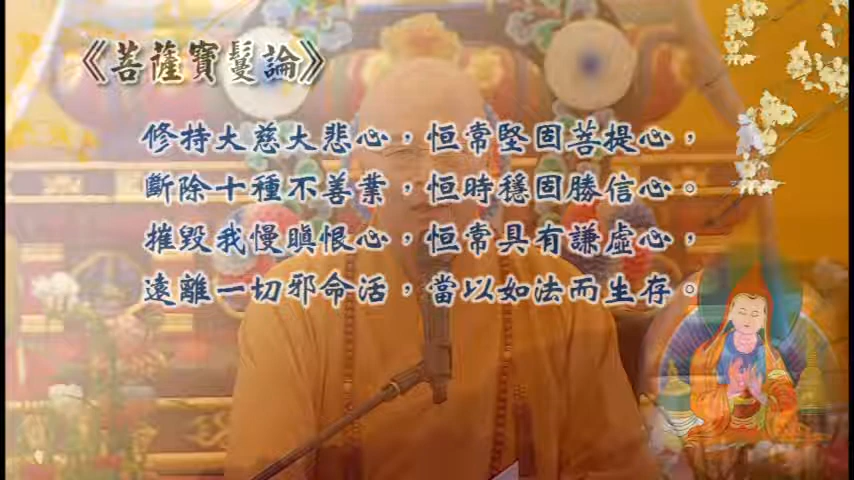 《菩薩寶鬘論》
修持大慈大悲心，恒常堅固菩提心，
斷除十種不善業，恒時穩固勝信心。
摧毀我慢瞋恨心，恒常具有謙虛心，
遠離一切邪命活，當以如法而生存。